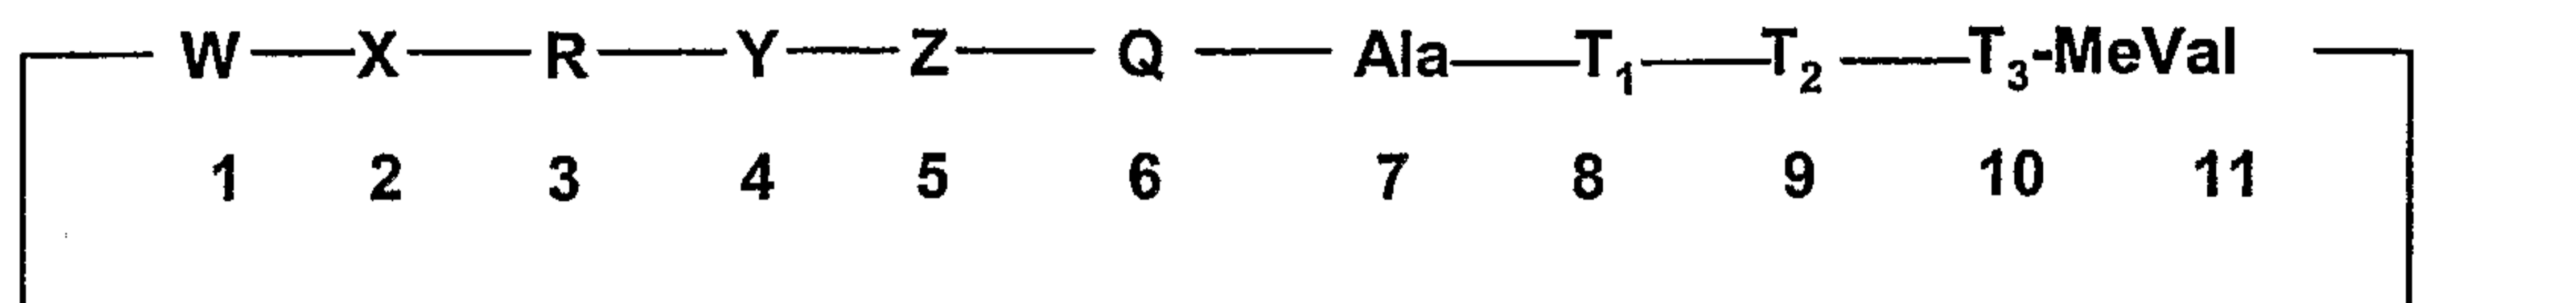 W X R Y Z Q Ala T₁ T₂ T₃-MeVal
1 2 3 4 5 6 7 8 9 10 11